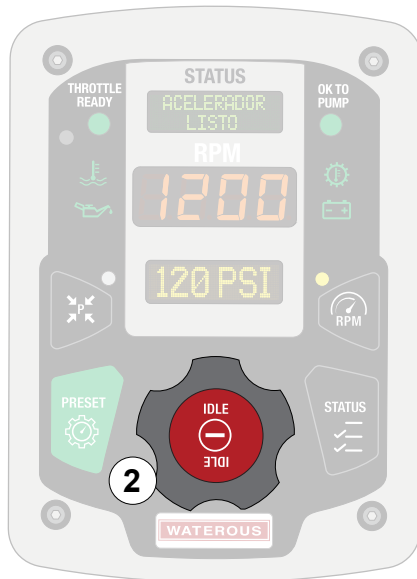 STATUS
THROTTLE
READY
OK TO
PUMP
ACELERADOR
LISTO
RPM
1200
120 PSI
P
RPM
PRESET
IDLE
IDLE
STATUS
2
WATEROUS